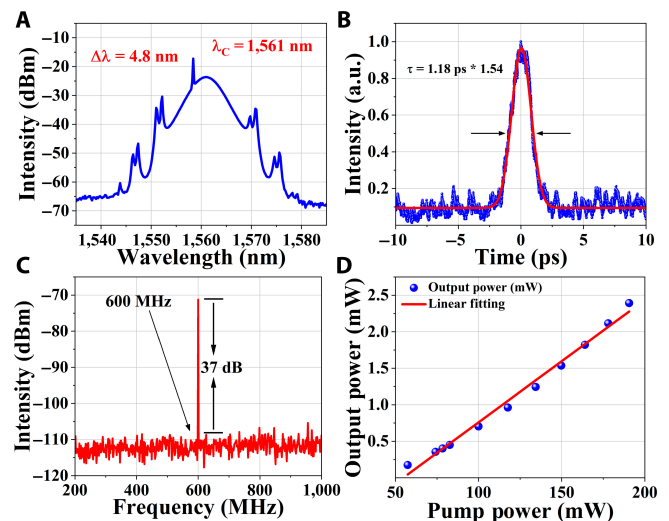 A
Δλ = 4.8 nm
λC = 1,561 nm
Intensity (dBm)
−10
−20
−30
−40
−50
−60
−70
1,540
1,550
1,560
1,570
1,580
Wavelength (nm)
B
τ = 1.18 ps * 1.54
Intensity (a.u.)
1.0
0.8
0.6
0.4
0.2
−10
−5
0
5
10
Time (ps)
C
600 MHz
37 dB
Intensity (dBm)
−70
−80
−90
−100
−110
−120
200
400
600
800
1,000
Frequency (MHz)
D
Output power (mW)
Linear fitting
Output power (mW)
2.5
2.0
1.5
1.0
0.5
50
100
150
200
Pump power (mW)